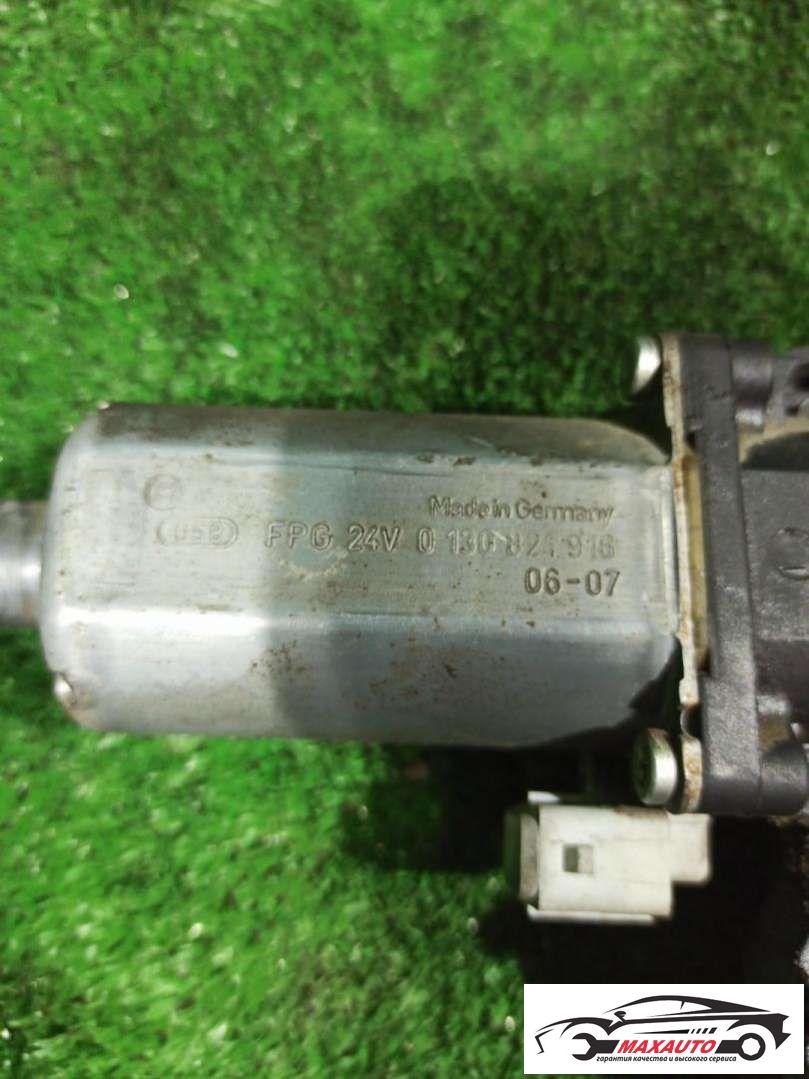 Made in Germany
FPG 24V 0 130 821 916
06-07
MAXAUTO
гарантия качества и высокого сервиса